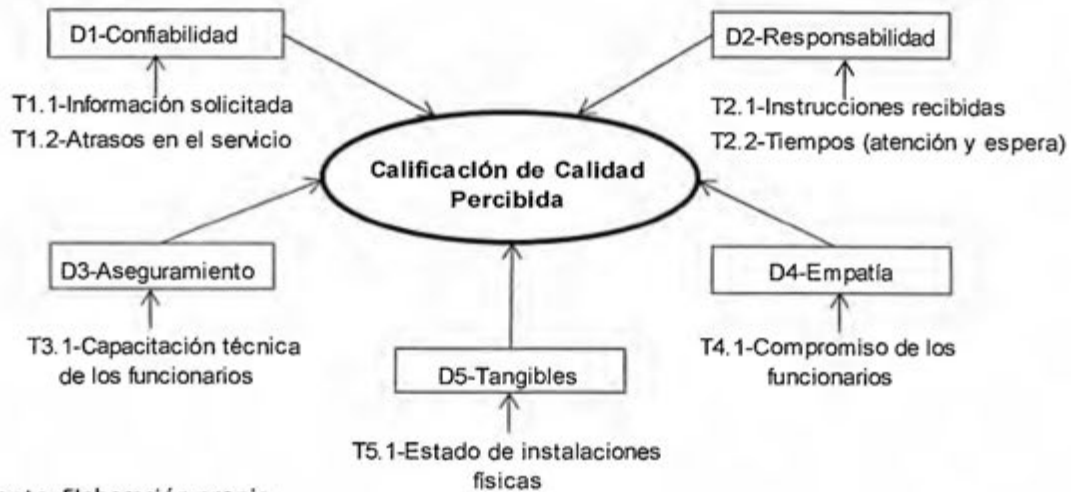 D1-Confiabilidad
D2-Responsabilidad
T1.1-Información solicitada
T1.2-Atrasos en el servicio
T2.1-Instrucciones recibidas
T2.2-Tiempos (atención y espera)
Calificación de Calidad
Percibida
D3-Aseguramiento
D4-Empatía
T3.1-Capacitación técnica
de los funcionarios
T4.1-Compromiso de los
funcionarios
D5-Tangibles
T5.1-Estado de instalaciones
físicas